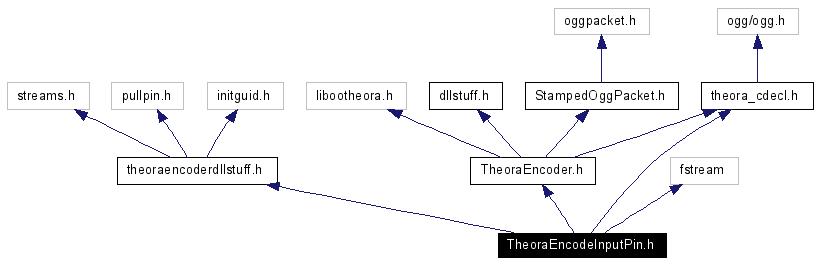 oggpacket.h
ogg/ogg.h
streams.h
pullpin.h
initguid.h
libootheora.h
dllstuff.h
StampedOggPacket.h
theora_cdecl.h
theoraencoderdllstuff.h
TheoraEncoder.h
fstream
TheoraEncodeInputPin.h